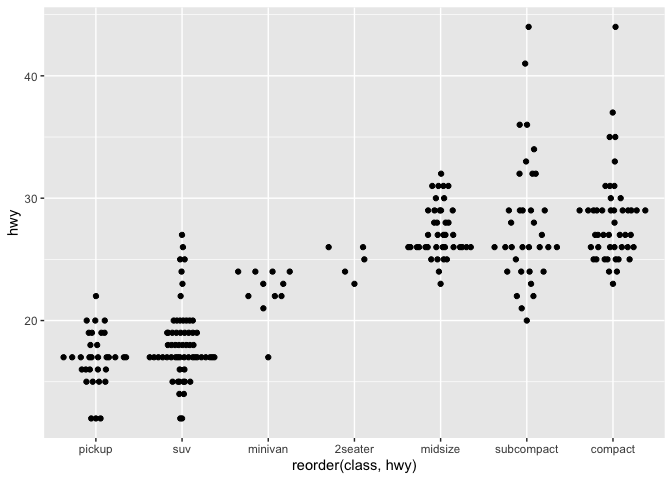 40
30
20
hwy
pickup suv minivan 2seater midsize subcompact compact
reorder(class, hwy)